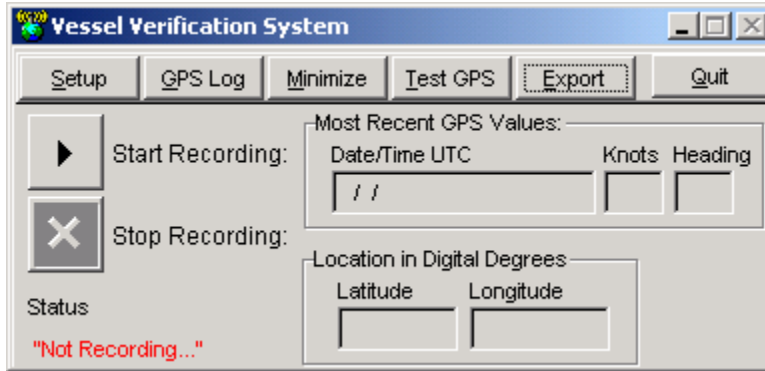 Vessel Verification System
Setup GPS Log Minimize Test GPS Export Quit
Most Recent GPS Values:
Start Recording:
Date/Time UTC Knots Heading
/ /
Stop Recording:
Location in Digital Degrees
Latitude Longitude
Status
"Not Recording..."